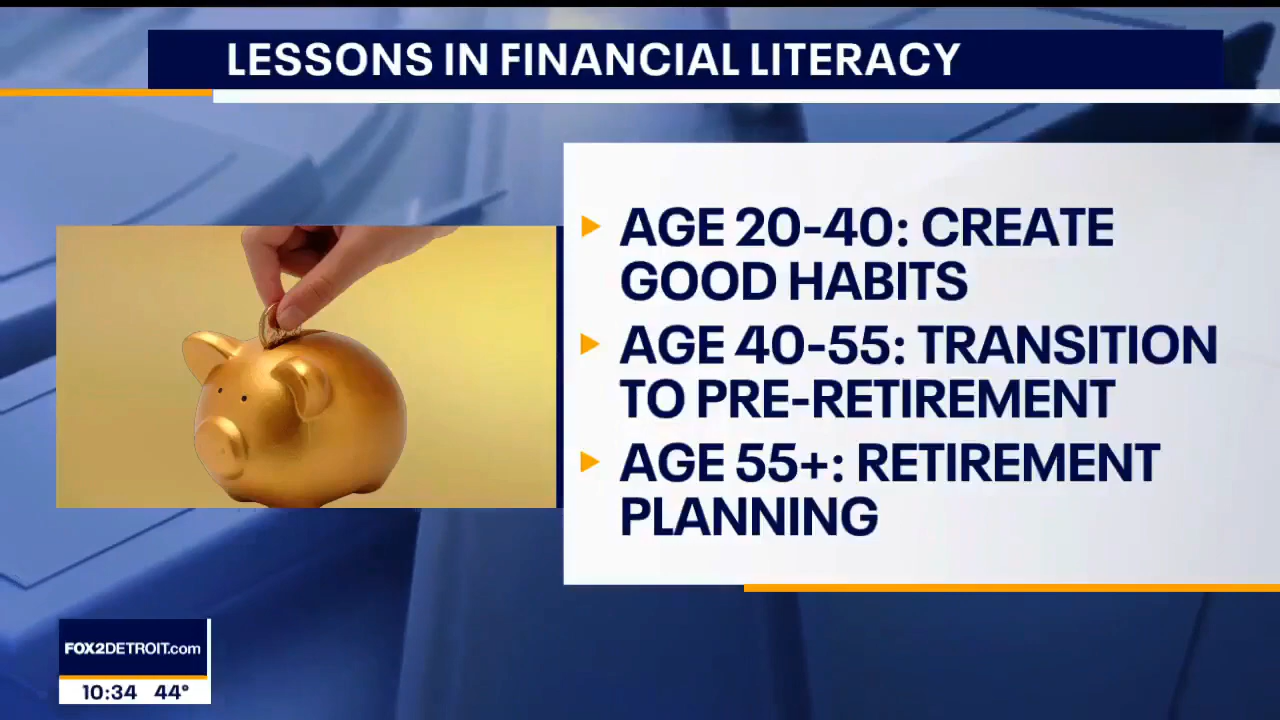 LESSONS IN FINANCIAL LITERACY
AGE 20-40: CREATE
GOOD HABITS
AGE 40-55: TRANSITION
TO PRE-RETIREMENT
AGE 55+: RETIREMENT
PLANNING
FOX2DETROIT.com
10:34 44°